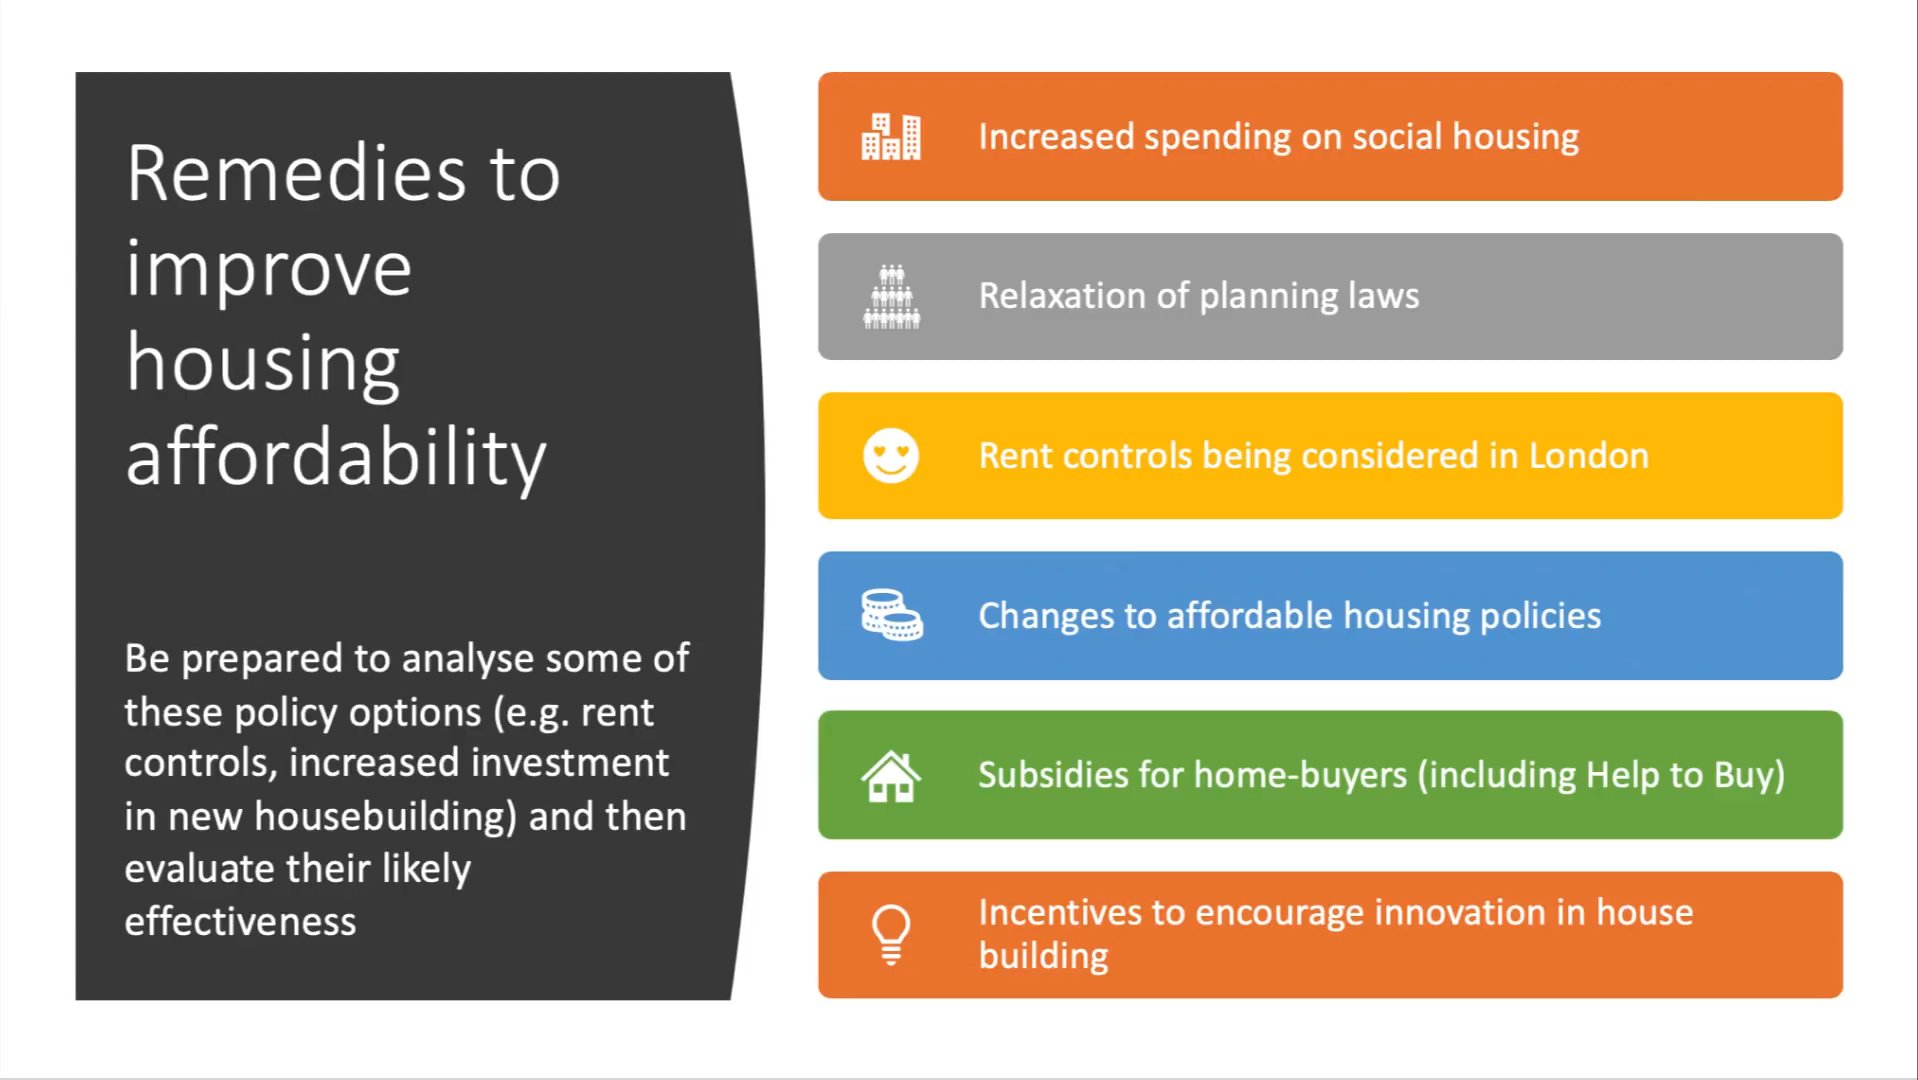 Remedies to
improve
housing
affordability
Be prepared to analyse some of
these policy options (e.g. rent
controls, increased investment
in new housebuilding) and then
evaluate their likely
effectiveness
Increased spending on social housing
Relaxation of planning laws
Rent controls being considered in London
Changes to affordable housing policies
Subsidies for home-buyers (including Help to Buy)
Incentives to encourage innovation in house
building